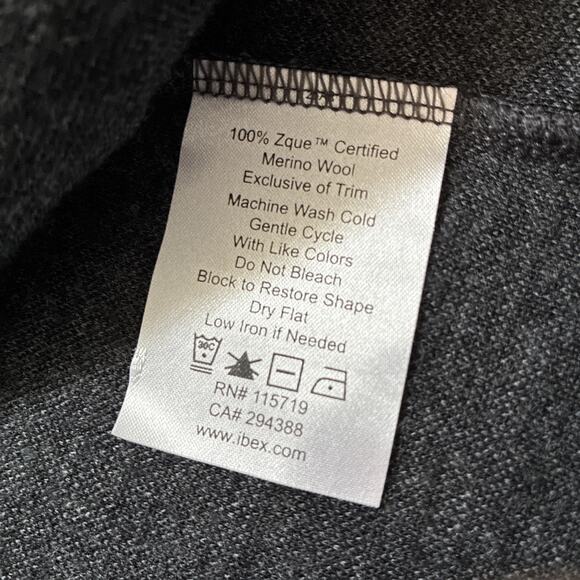 100% Zque™ Certified
Merino Wool
Exclusive of Trim
Machine Wash Cold
Gentle Cycle
With Like Colors
Do Not Bleach
Block to Restore Shape
Dry Flat
Low Iron if Needed
30C
RN# 115719
CA# 294388
www.ibex.com